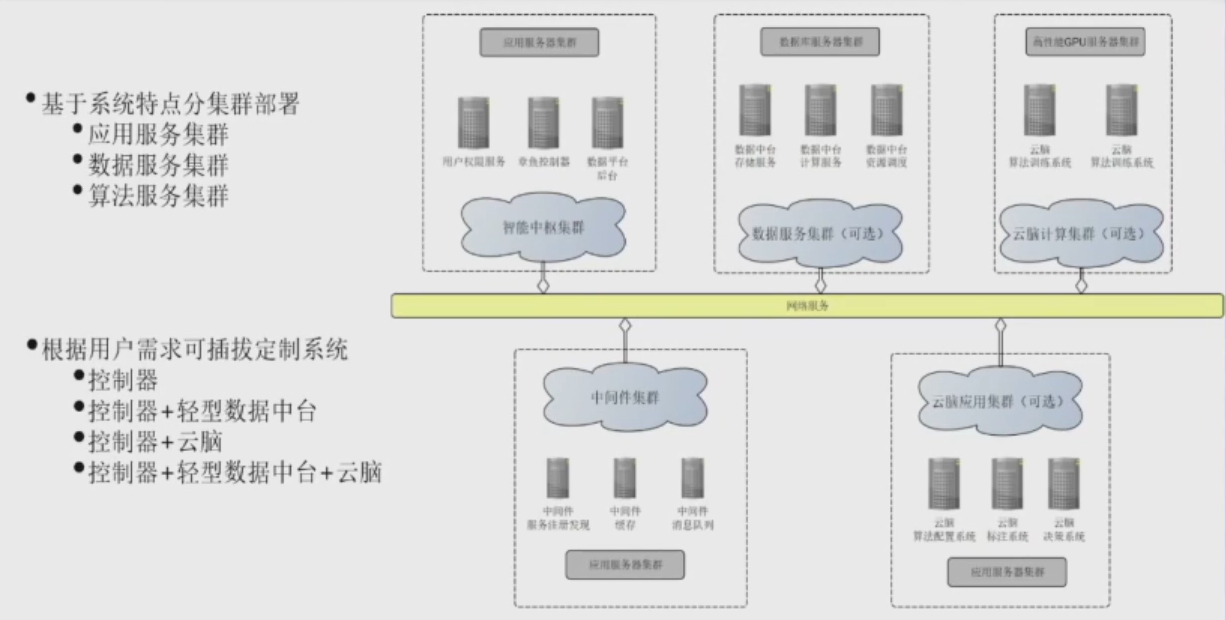 基于系统特点分集群部署
应用服务集群
数据服务集群
算法服务集群
根据用户需求可插拔定制系统
控制器
控制器+轻型数据中台
控制器+云脑
控制器+轻型数据中台+云脑
应用服务器集群
用户权限服务
章鱼控制器
数据平台
后台
智能中枢集群
数据库服务器集群
数据中台
存储服务
数据中台
计算服务
数据中台
资源调度
数据服务集群（可选）
高性能GPU服务器集群
云脑
算法训练系统
云脑
算法训练系统
云脑计算集群（可选）
网络服务
中间件集群
中间件
服务注册发现
中间件
缓存
中间件
消息队列
应用服务器集群
云脑应用集群（可选）
云脑
算法配置系统
云脑
标注系统
云脑
决策系统
应用服务器集群